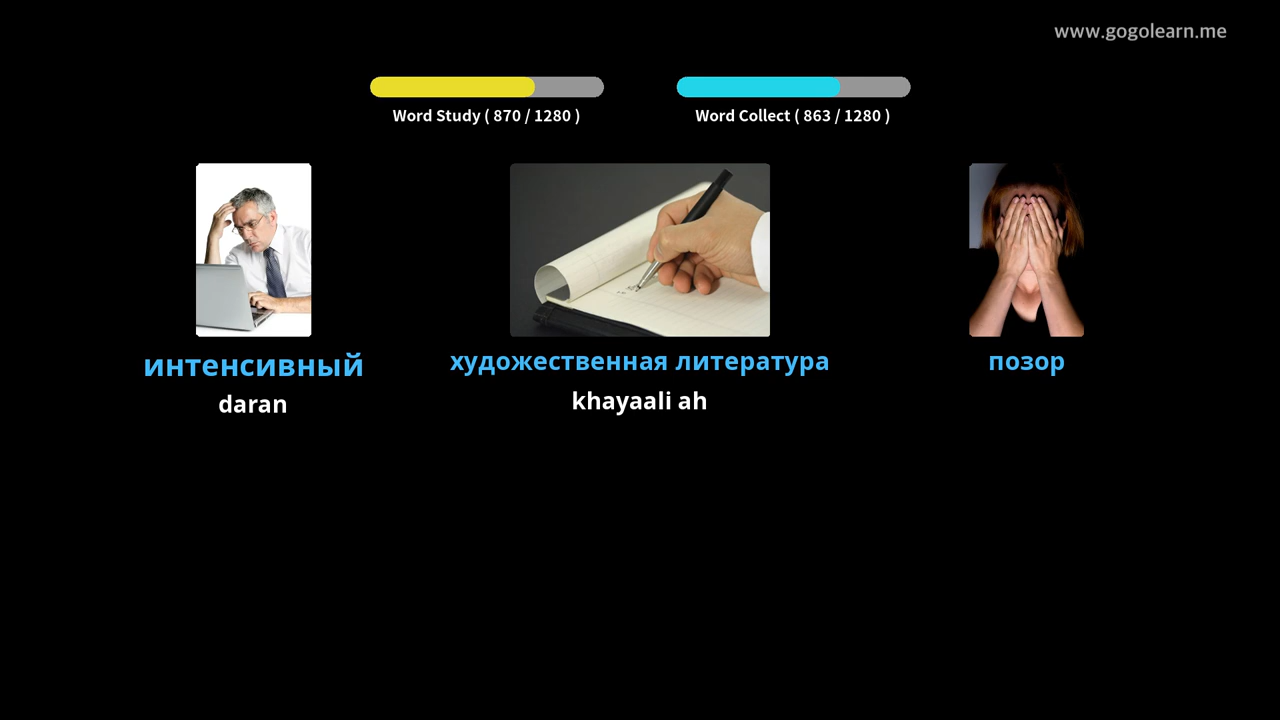 www.gogolearn.me
Word Study ( 870 / 1280 )
Word Collect ( 863 / 1280 )
интенсивный
daran
художественная литература
khayaali ah
позор